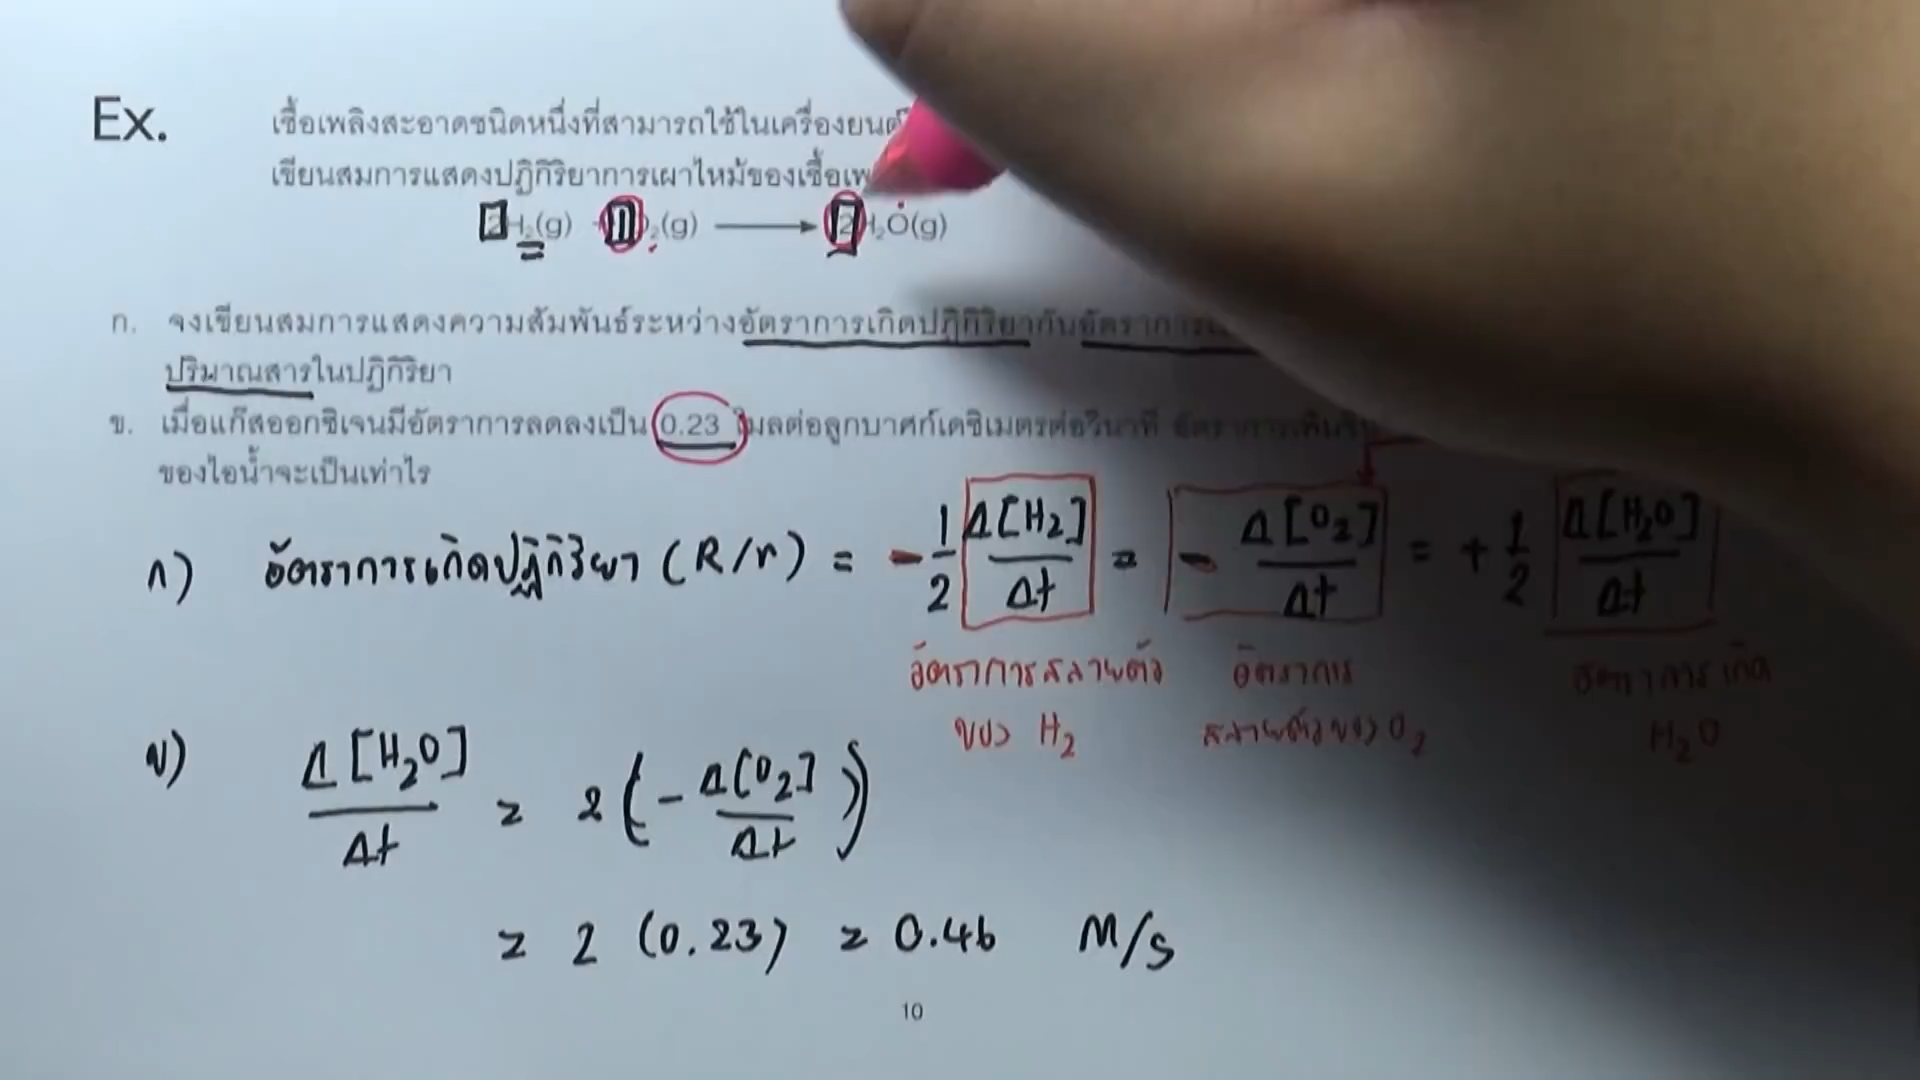 Ex. เชื้อเพลิงสะอาดชนิดหนึ่งที่สามารถใช้ในเครื่องยนต์
เขียนสมการแสดงปฏิกิริยาการเผาไหม้ของเชื้อเพ
2H₂(g) 1O₂(g) ⟶ 2H₂O(g)
ก. จงเขียนสมการแสดงความสัมพันธ์ระหว่างอัตราการเกิดปฏิกิริยากับอัตราการ
ปริมาณสารในปฏิกิริยา
ข. เมื่อแก๊สออกซิเจนมีอัตราการลดลงเป็น 0.23 โมลต่อลูกบาศก์เดซิเมตรต่อวินาที อัตราการเพิ่มขึ้น
ของไอน้ำจะเป็นเท่าไร
ก) อัตราการเกิดปฏิกิริยา (R/r) = - 1/2 Δ[H₂]/Δt = - Δ[O₂]/Δt = + 1/2 Δ[H₂O]/Δt
อัตราการสลายตัว อัตราการ อัตราการเกิด
ของ H₂ สลายตัวของ O₂ H₂O
ข) Δ[H₂O]/Δt = 2 (- Δ[O₂]/Δt)
= 2 (0.23) = 0.46 M/s
10